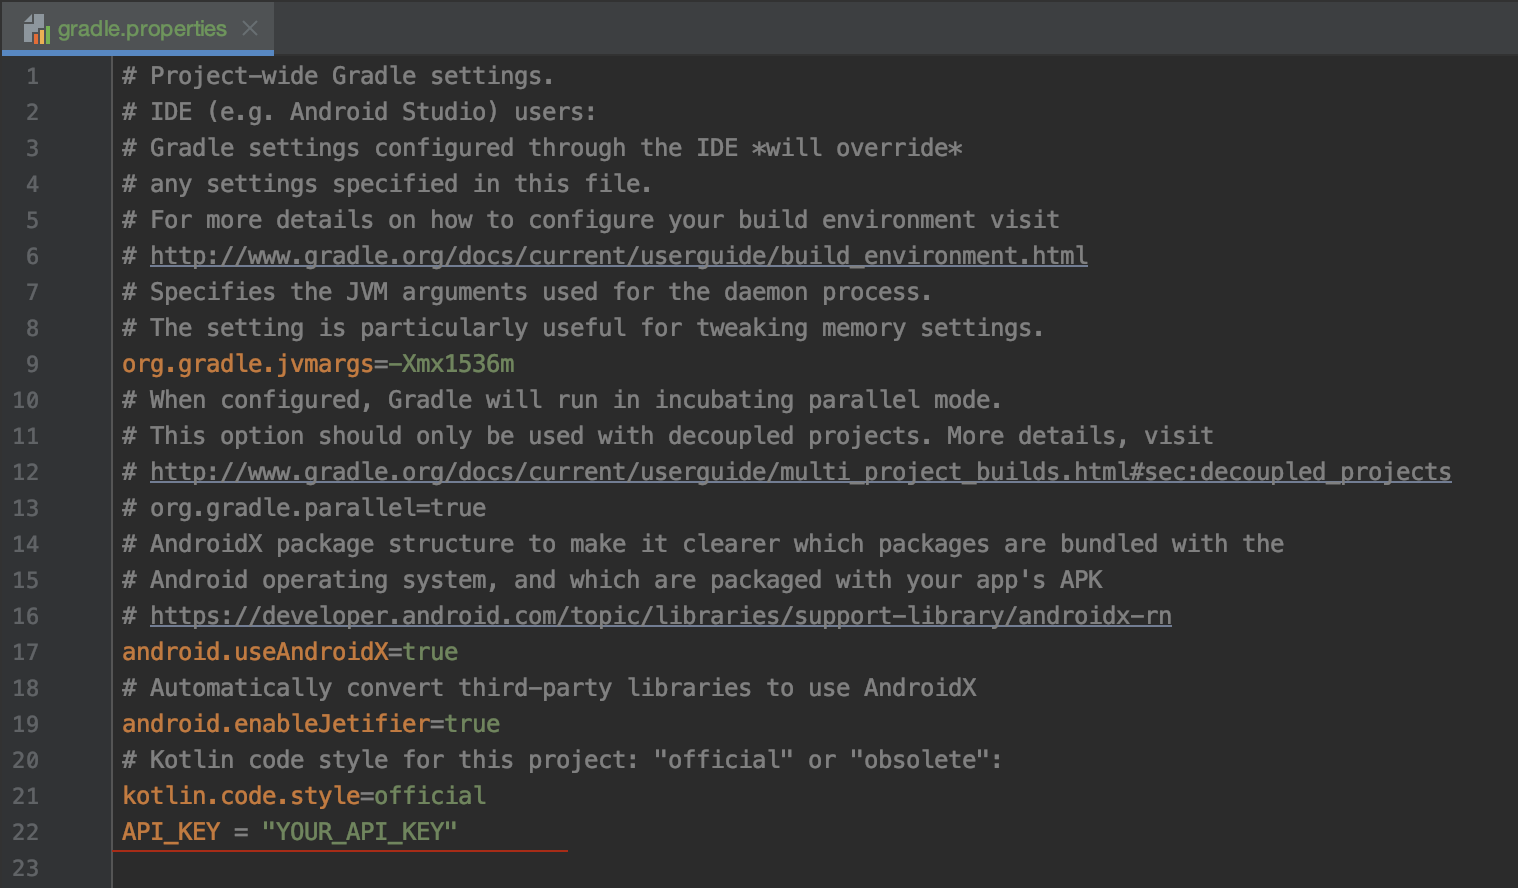 gradle.properties
1 # Project-wide Gradle settings.
2 # IDE (e.g. Android Studio) users:
3 # Gradle settings configured through the IDE *will override*
4 # any settings specified in this file.
5 # For more details on how to configure your build environment visit
6 # http://www.gradle.org/docs/current/userguide/build_environment.html
7 # Specifies the JVM arguments used for the daemon process.
8 # The setting is particularly useful for tweaking memory settings.
9 org.gradle.jvmargs=-Xmx1536m
10 # When configured, Gradle will run in incubating parallel mode.
11 # This option should only be used with decoupled projects. More details, visit
12 # http://www.gradle.org/docs/current/userguide/multi_project_builds.html#sec:decoupled_projects
13 # org.gradle.parallel=true
14 # AndroidX package structure to make it clearer which packages are bundled with the
15 # Android operating system, and which are packaged with your app's APK
16 # https://developer.android.com/topic/libraries/support-library/androidx-rn
17 android.useAndroidX=true
18 # Automatically convert third-party libraries to use AndroidX
19 android.enableJetifier=true
20 # Kotlin code style for this project: "official" or "obsolete":
21 kotlin.code.style=official
22 API_KEY = "YOUR_API_KEY"
23